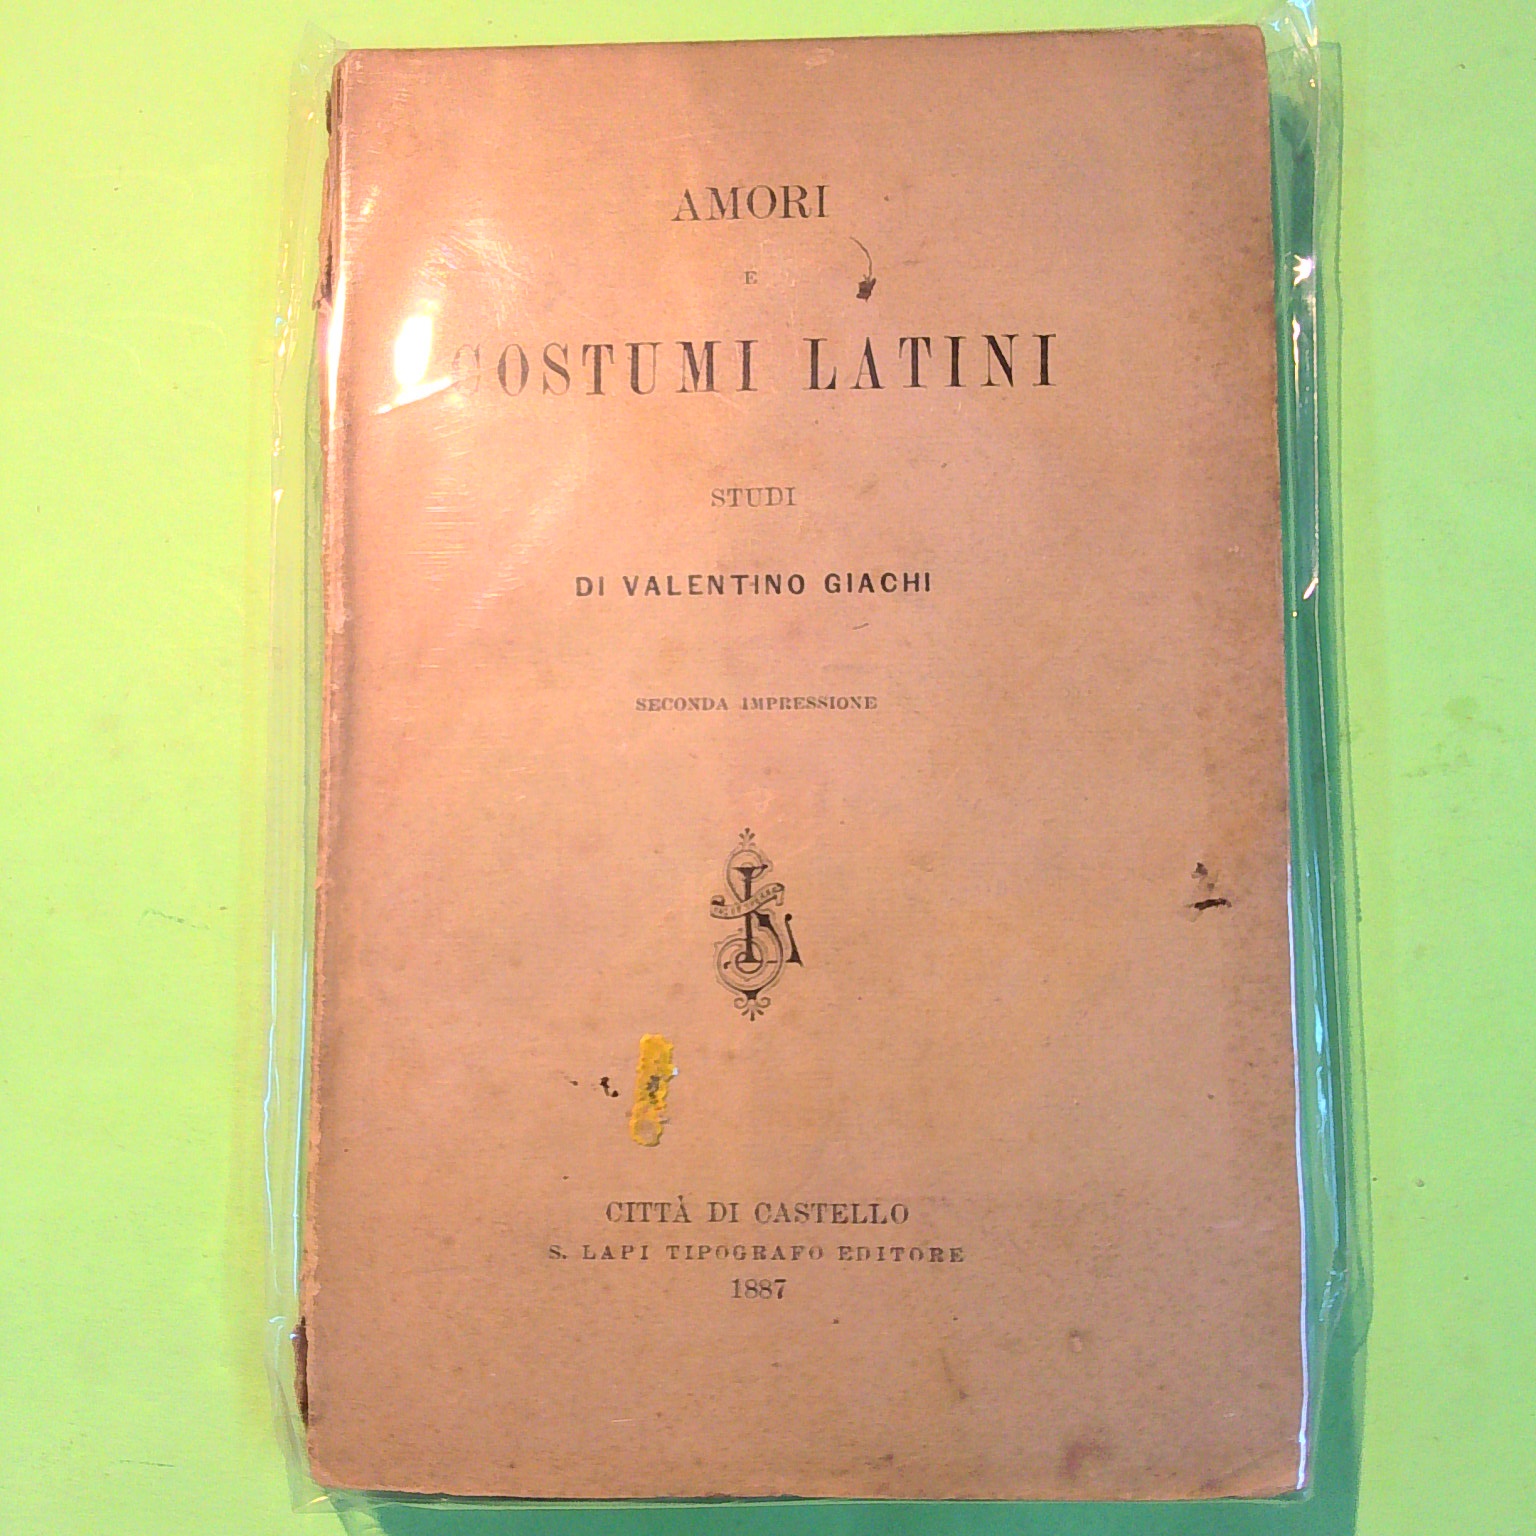 AMORI
E
COSTUMI LATINI
STUDI
DI VALENTINO GIACHI
SECONDA IMPRESSIONE
CITTÀ DI CASTELLO
S. LAPI TIPOGRAFO EDITORE
1887